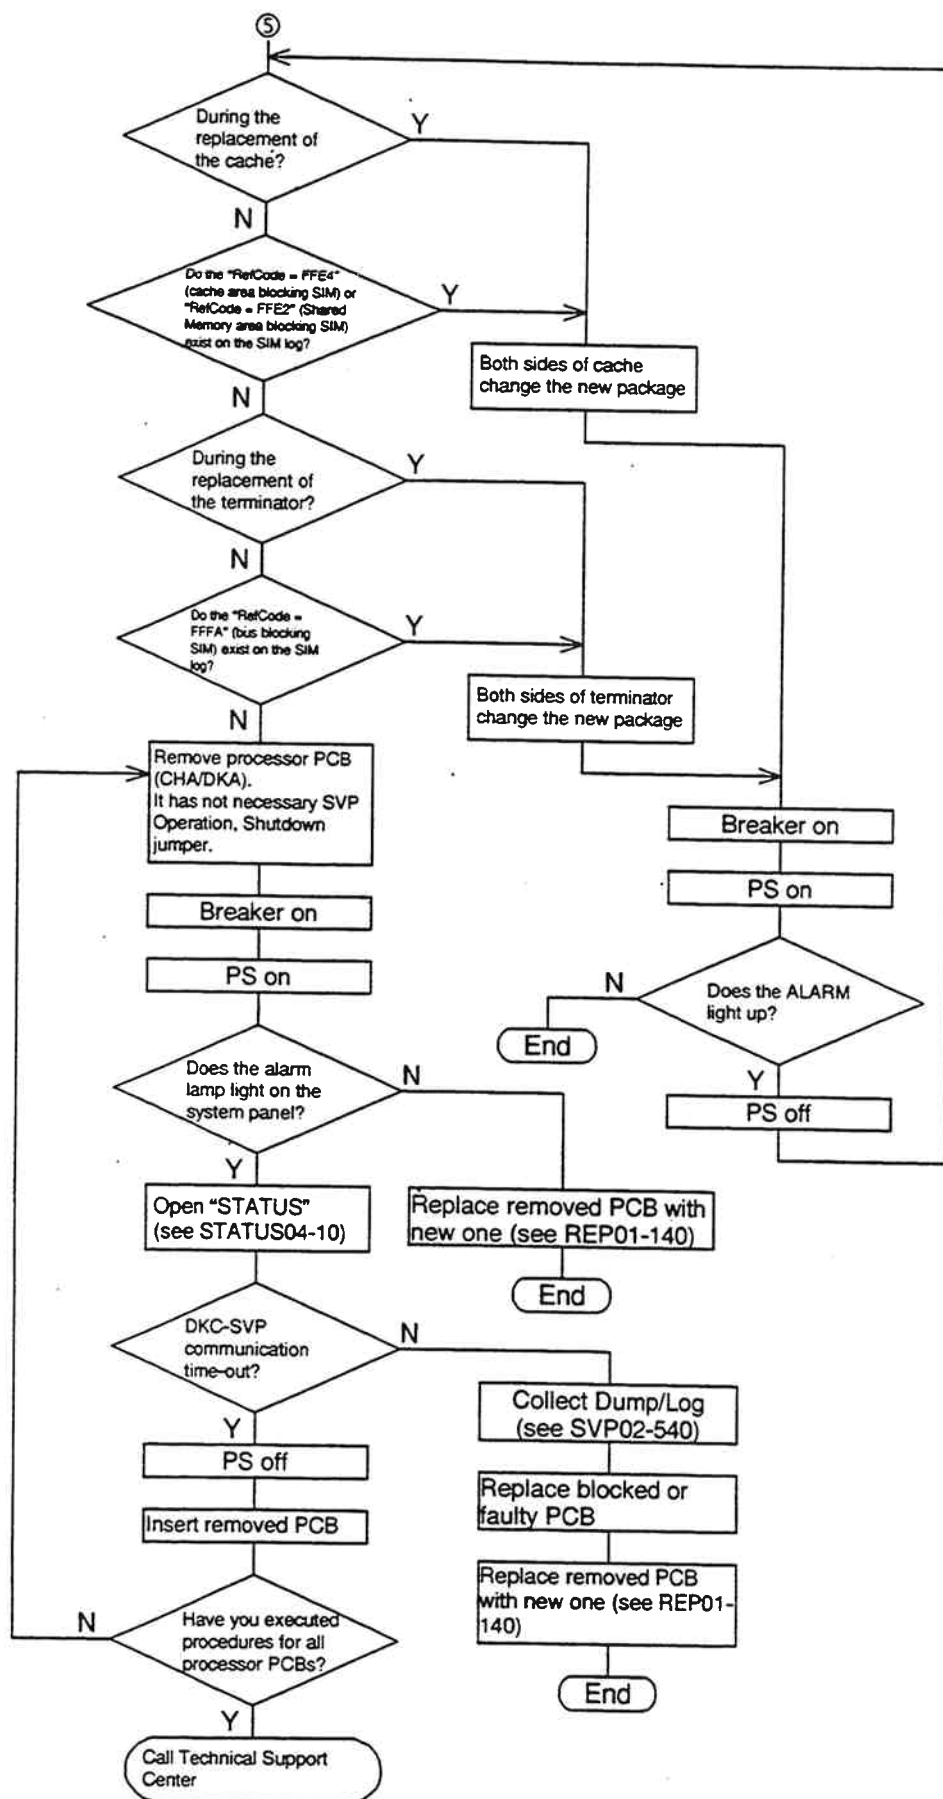 5
During the
replacement of
the cache?
Y
N
Do the "RefCode = FFE4"
(cache area blocking SIM) or
"RefCode = FFE2" (Shared
Memory area blocking SIM)
exist on the SIM log?
Y
N
Both sides of cache
change the new package
During the
replacement of
the terminator?
Y
N
Do the "RefCode =
FFFA" (bus blocking
SIM) exist on the SIM
log?
Y
N
Both sides of terminator
change the new package
Remove processor PCB
(CHA/DKA).
It has not necessary SVP
Operation, Shutdown
jumper.
Breaker on
PS on
Breaker on
PS on
Does the ALARM
light up?
N
End
Y
PS off
Does the alarm
lamp light on the
system panel?
N
Y
Open "STATUS"
(see STATUS04-10)
Replace removed PCB with
new one (see REP01-140)
End
DKC-SVP
communication
time-out?
N
Y
Collect Dump/Log
(see SVP02-540)
PS off
Replace blocked or
faulty PCB
Insert removed PCB
Replace removed PCB
with new one (see REP01-
140)
End
Have you executed
procedures for all
processor PCBs?
N
Y
Call Technical Support
Center